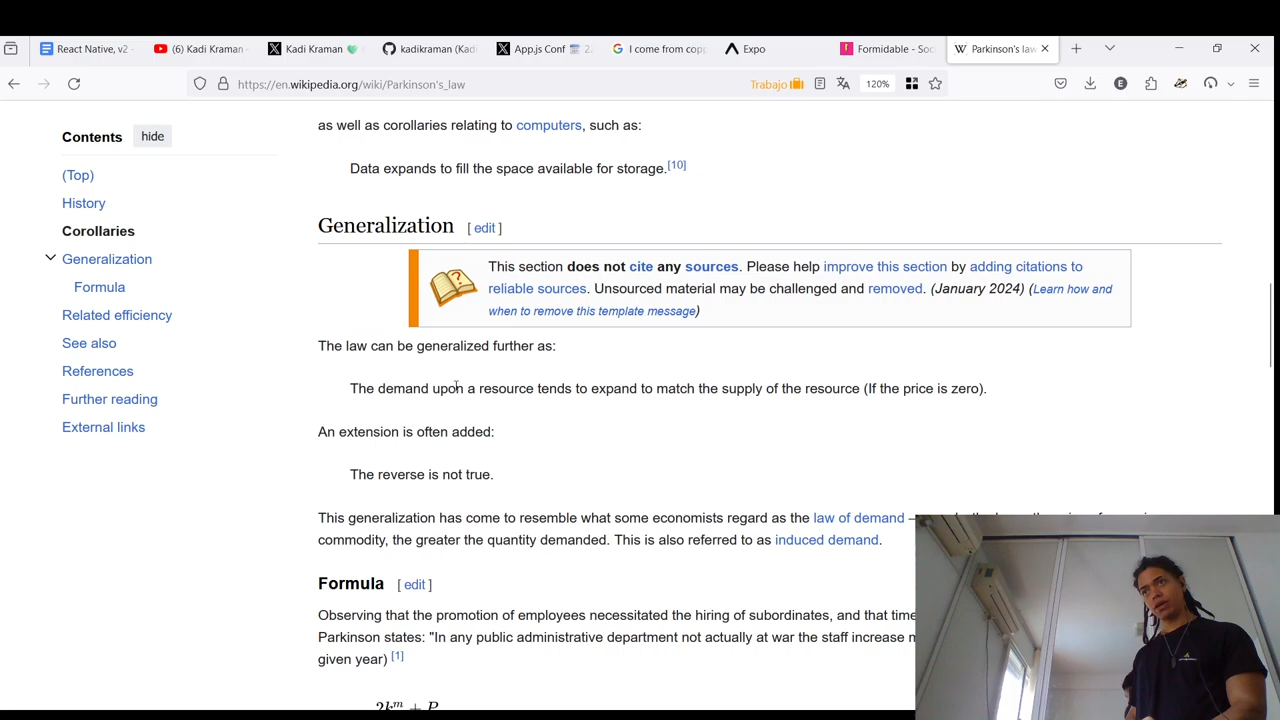 React Native, v2 -
(6) Kadi Kraman -
Kadi Kraman
kadikraman (Kad
App.js Conf
I come from cop
Expo
Formidable - Soc
Parkinson's law
https://en.wikipedia.org/wiki/Parkinson's_law
Trabajo
120%
E
Contents
hide
(Top)
History
Corollaries
Generalization
Formula
Related efficiency
See also
References
Further reading
External links
as well as corollaries relating to computers, such as:
Data expands to fill the space available for storage.[10]
Generalization [ edit ]
This section does not cite any sources. Please help improve this section by adding citations to
reliable sources. Unsourced material may be challenged and removed. (January 2024) (Learn how and
when to remove this template message)
The law can be generalized further as:
The demand upon a resource tends to expand to match the supply of the resource (If the price is zero).
An extension is often added:
The reverse is not true.
This generalization has come to resemble what some economists regard as the law of demand –
commodity, the greater the quantity demanded. This is also referred to as induced demand.
Formula [ edit ]
Observing that the promotion of employees necessitated the hiring of subordinates, and that time
Parkinson states: "In any public administrative department not actually at war the staff increase
given year) [1]
2k^m + P